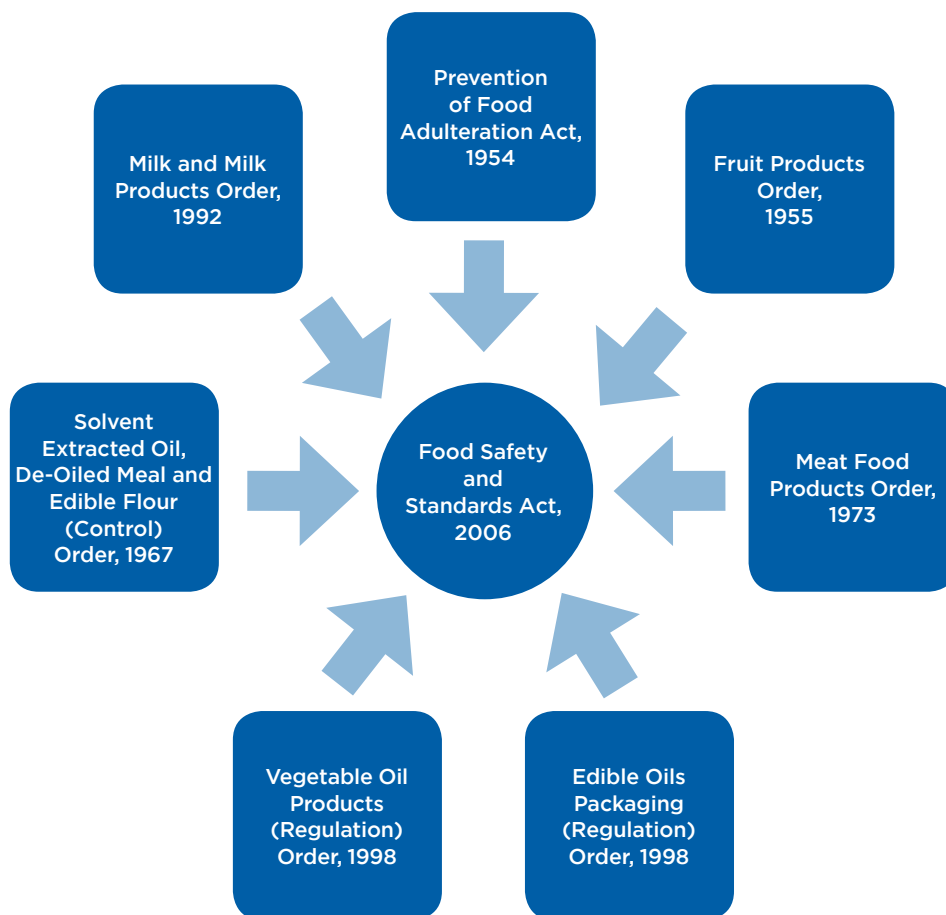 Prevention
of Food
Adulteration Act,
1954
Milk and Milk
Products Order,
1992
Fruit Products
Order,
1955
Solvent
Extracted Oil,
De-Oiled Meal and
Edible Flour
(Control)
Order, 1967
Food Safety
and
Standards Act,
2006
Meat Food
Products Order,
1973
Vegetable Oil
Products
(Regulation)
Order, 1998
Edible Oils
Packaging
(Regulation)
Order, 1998